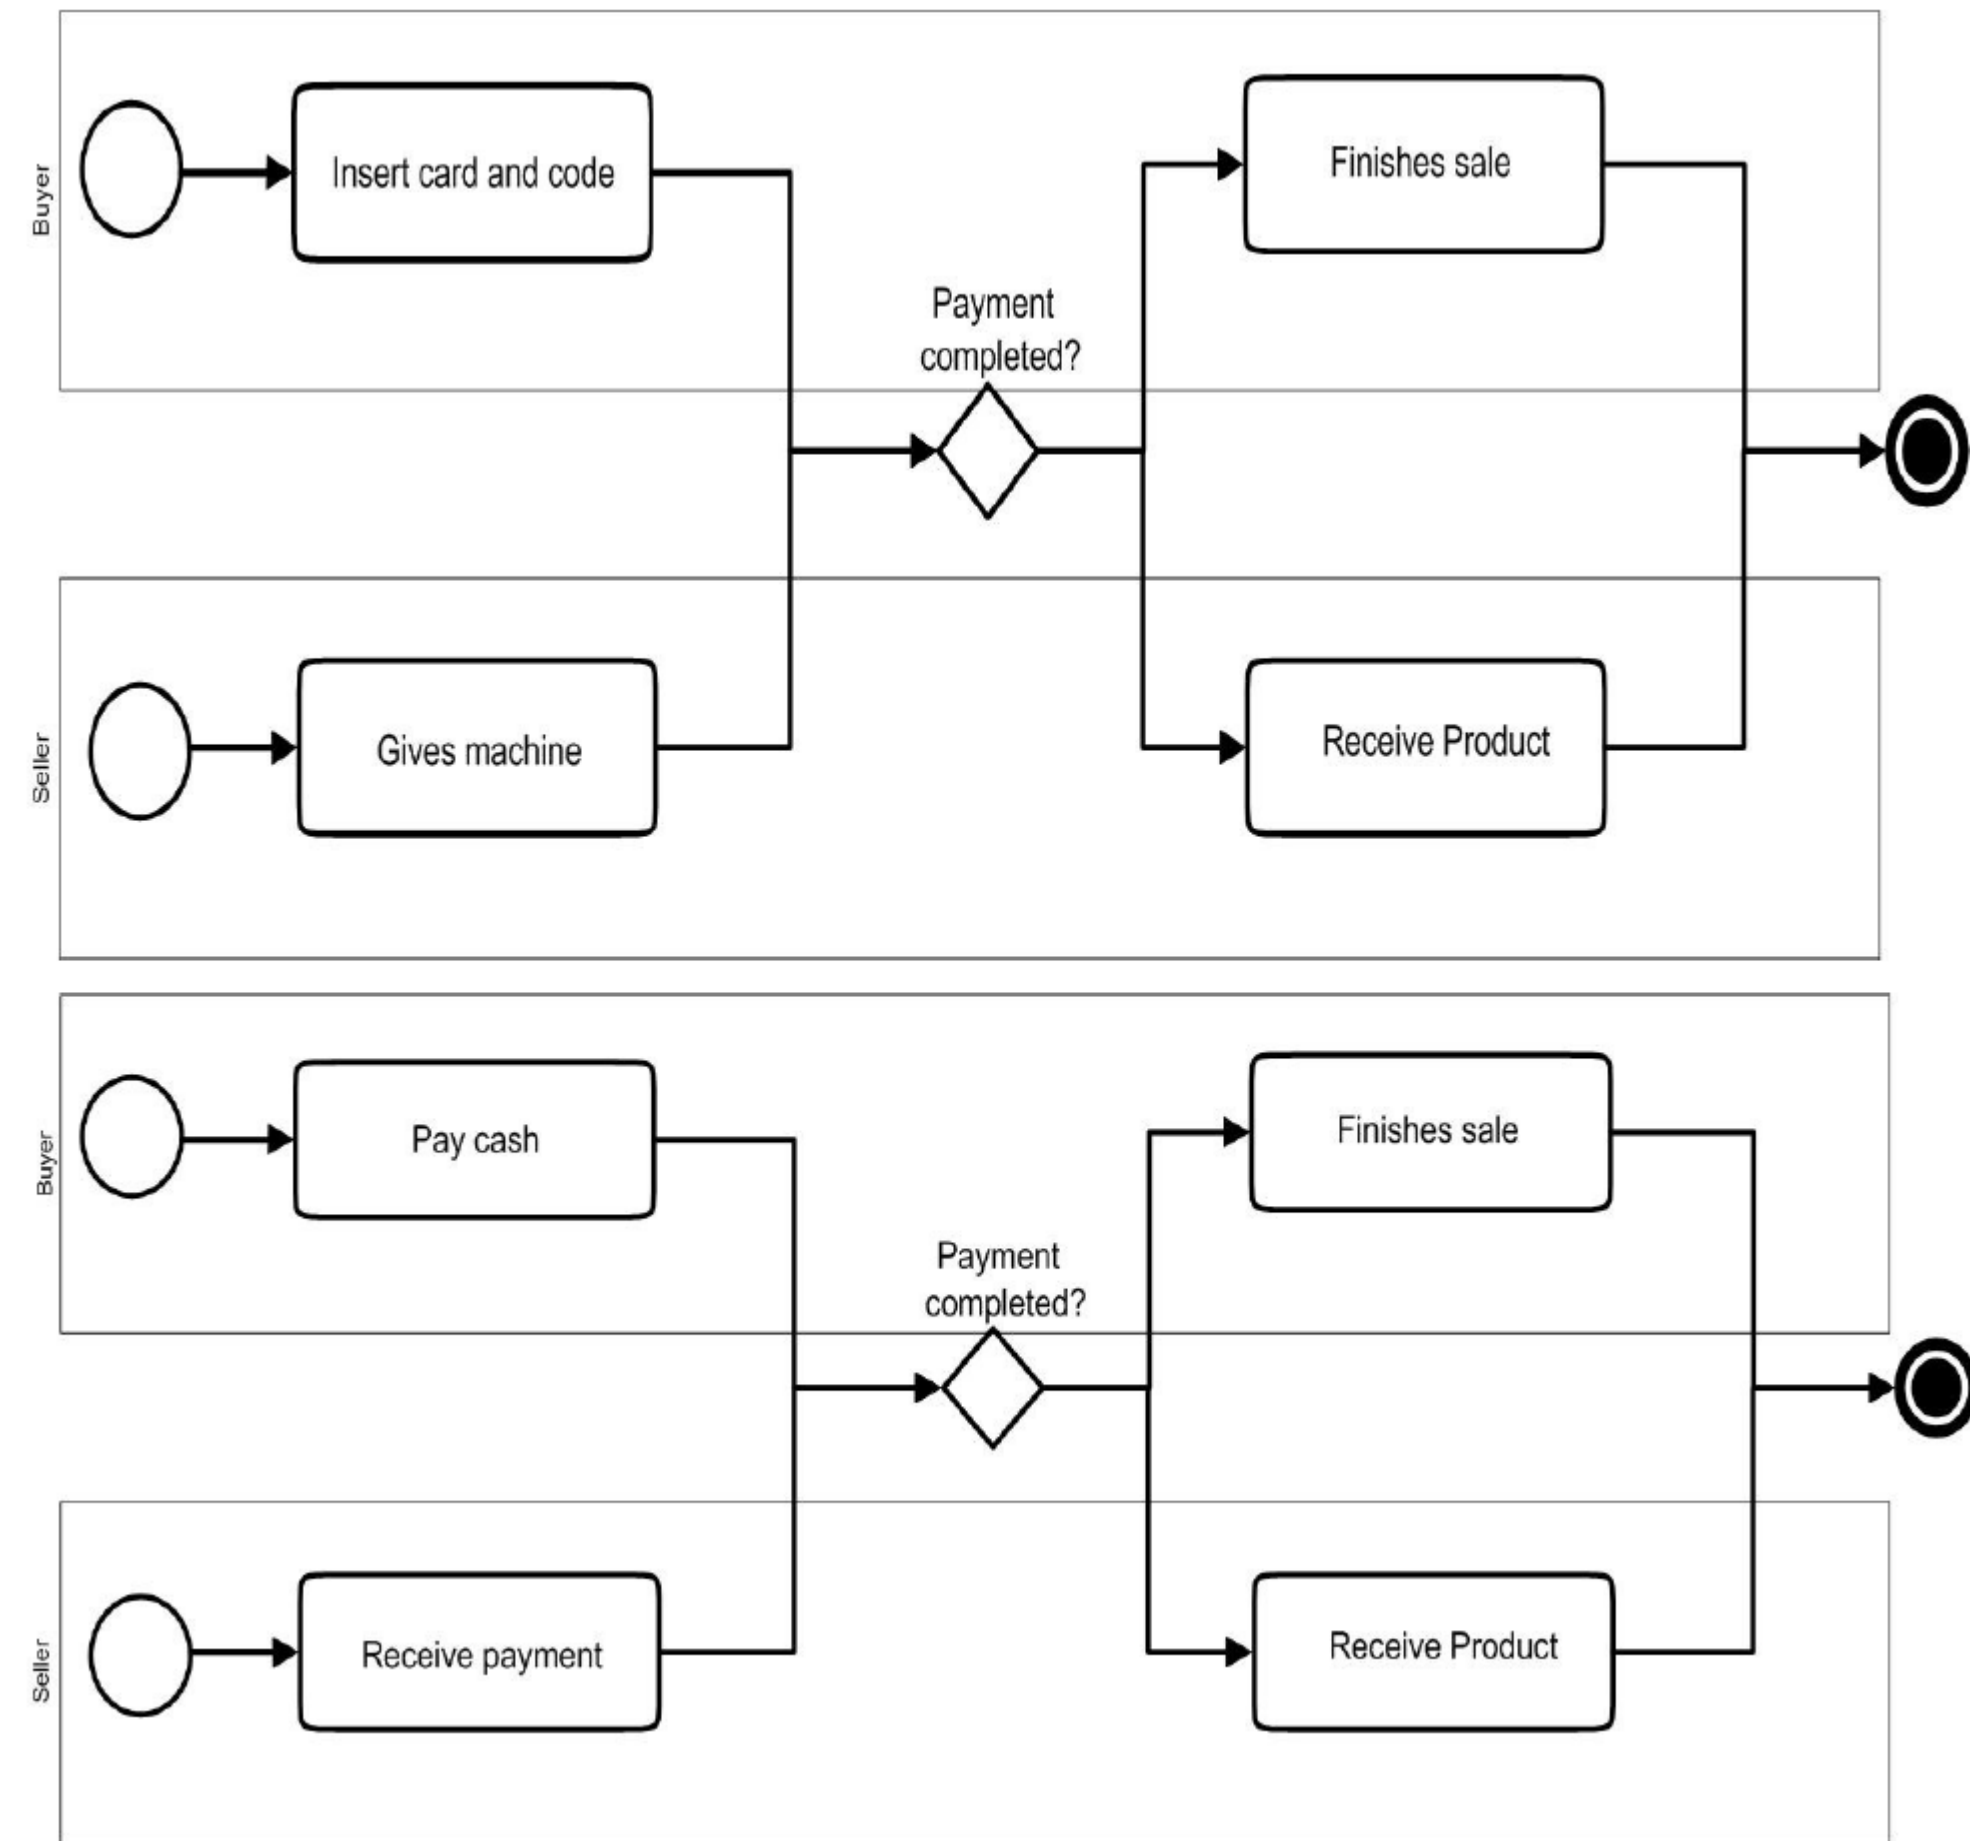 Buyer
Insert card and code
Finishes sale
Payment
completed?
Seller
Gives machine
Receive Product
Buyer
Pay cash
Finishes sale
Payment
completed?
Seller
Receive payment
Receive Product